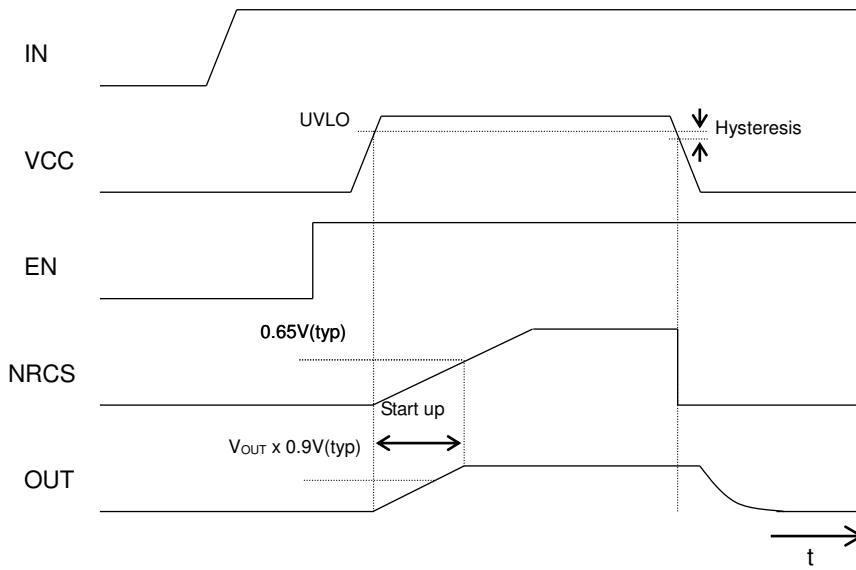 IN
UVLO
Hysteresis
VCC
EN
0.65V(typ)
NRCS
Start up
VOUT x 0.9V(typ)
OUT
t